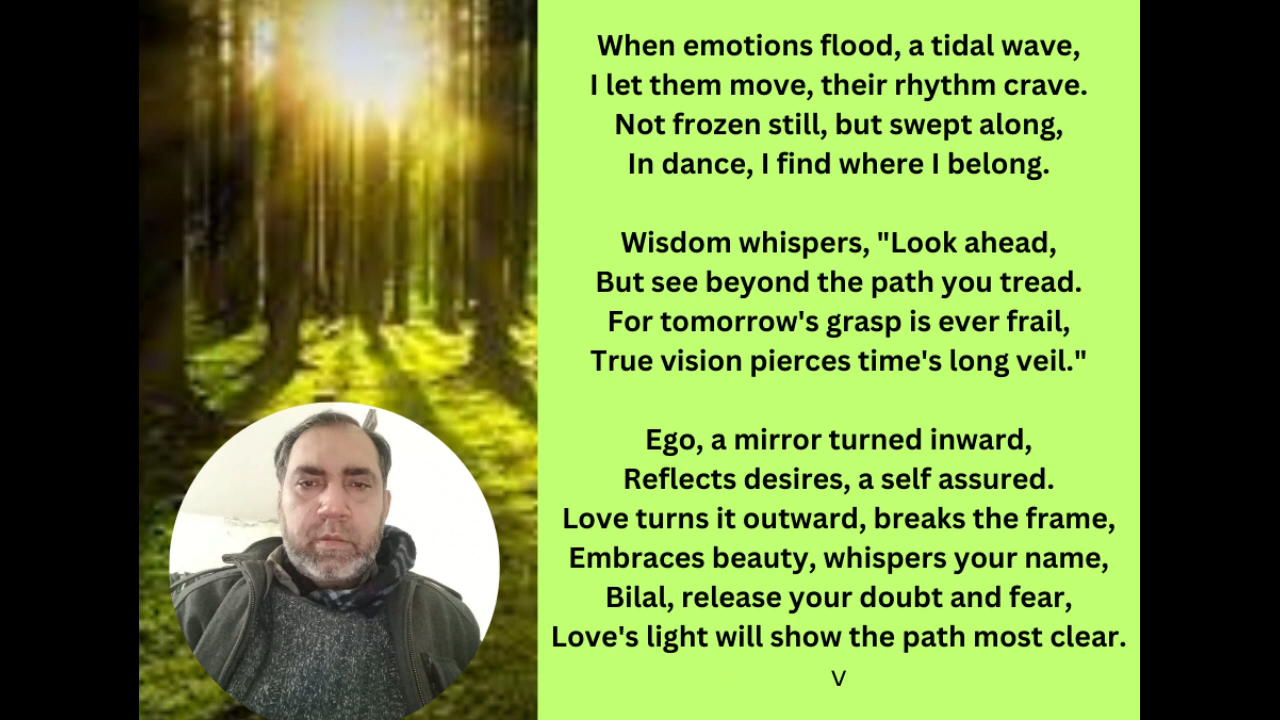 When emotions flood, a tidal wave,
I let them move, their rhythm crave.
Not frozen still, but swept along,
In dance, I find where I belong.
Wisdom whispers, "Look ahead,
But see beyond the path you tread.
For tomorrow's grasp is ever frail,
True vision pierces time's long veil."
Ego, a mirror turned inward,
Reflects desires, a self assured.
Love turns it outward, breaks the frame,
Embraces beauty, whispers your name,
Bilal, release your doubt and fear,
Love's light will show the path most clear.
v